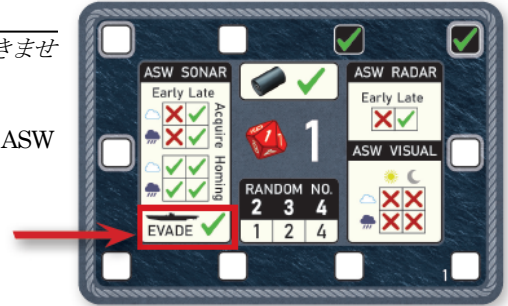 きませ
ASW
ASW SONAR
Early Late
Acquire
Homing
EVADE
1
RANDOM NO.
2 3 4
1 2 4
ASW RADAR
Early Late
ASW VISUAL
1
1